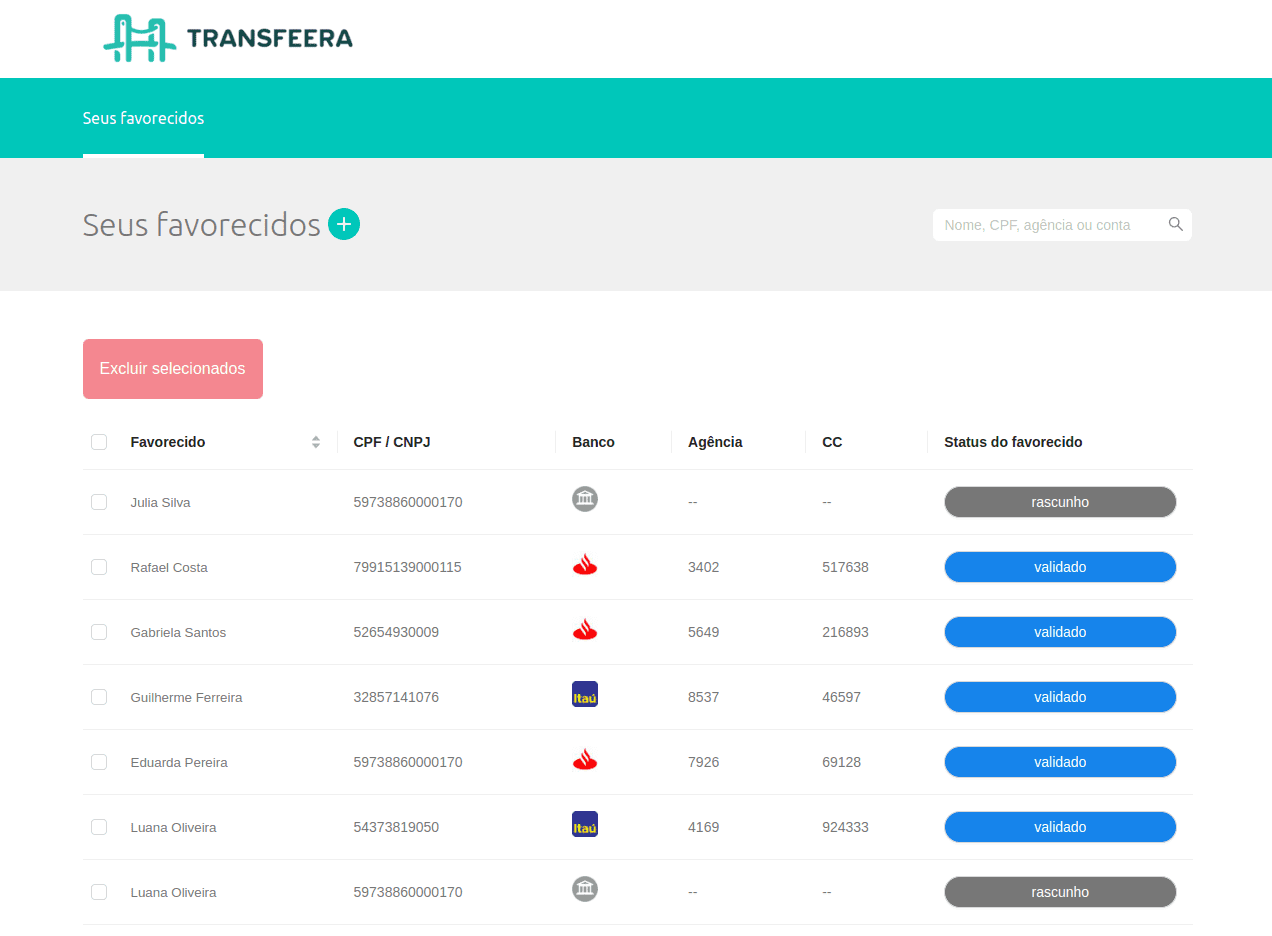 TRANSFEERA
Seus favorecidos
Seus favorecidos
Nome, CPF, agência ou conta
Excluir selecionados
Favorecido CPF / CNPJ Banco Agência CC Status do favorecido
Julia Silva 59738860000170 -- -- rascunho
Rafael Costa 79915139000115 3402 517638 validado
Gabriela Santos 52654930009 5649 216893 validado
Guilherme Ferreira 32857141076 Itaú 8537 46597 validado
Eduarda Pereira 59738860000170 7926 69128 validado
Luana Oliveira 54373819050 Itaú 4169 924333 validado
Luana Oliveira 59738860000170 -- -- rascunho